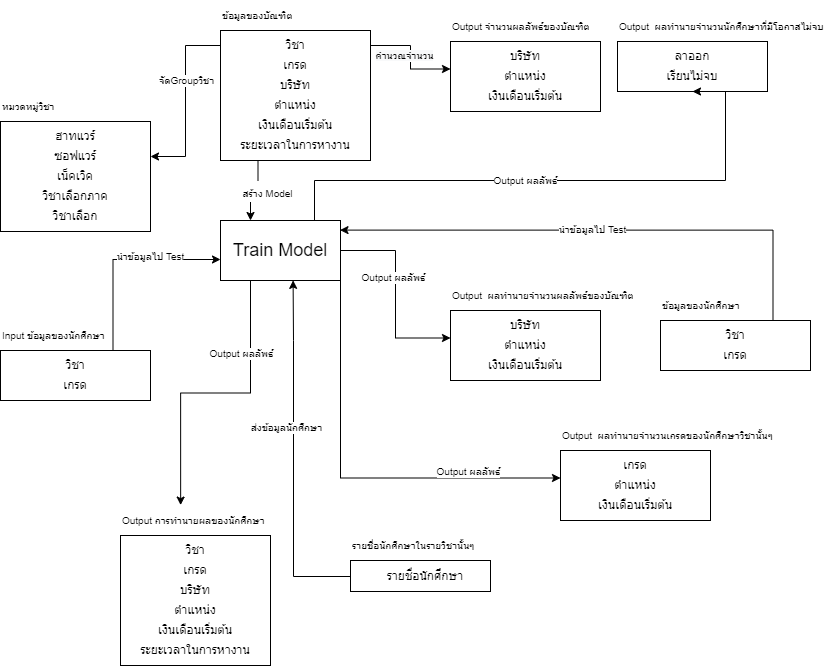 ข้อมูลของบัณฑิต
วิชา
เกรด
บริษัท
ตำแหน่ง
เงินเดือนเริ่มต้น
ระยะเวลาในการหางาน
คำนวณจำนวน
Output จำนวนผลลัพธ์ของบัณฑิต
บริษัท
ตำแหน่ง
เงินเดือนเริ่มต้น
Output ผลทำนายจำนวนนักศึกษาที่มีโอกาสไม่จบ
ลาออก
เรียนไม่จบ
จัดGroupวิชา
หมวดหมู่วิชา
ฮาทแวร์
ซอฟแวร์
เน็คเวิด
วิชาเลือกภาค
วิชาเลือก
สร้าง Model
Output ผลลัพธ์
Train Model
นำข้อมูลไป Test
นำข้อมูลไป Test
Output ผลลัพธ์
Output ผลทำนายจำนวนผลลัพธ์ของบัณฑิต
บริษัท
ตำแหน่ง
เงินเดือนเริ่มต้น
ข้อมูลของนักศึกษา
วิชา
เกรด
Input ข้อมูลของนักศึกษา
วิชา
เกรด
Output ผลลัพธ์
ส่งข้อมูลนักศึกษา
Output ผลลัพธ์
Output ผลทำนายจำนวนเกรดของนักศึกษาวิชานั้นๆ
เกรด
ตำแหน่ง
เงินเดือนเริ่มต้น
Output การทำนายผลของนักศึกษา
วิชา
เกรด
บริษัท
ตำแหน่ง
เงินเดือนเริ่มต้น
ระยะเวลาในการหางาน
รายชื่อนักศึกษาในรายวิชานั้นๆ
รายชื่อนักศึกษา